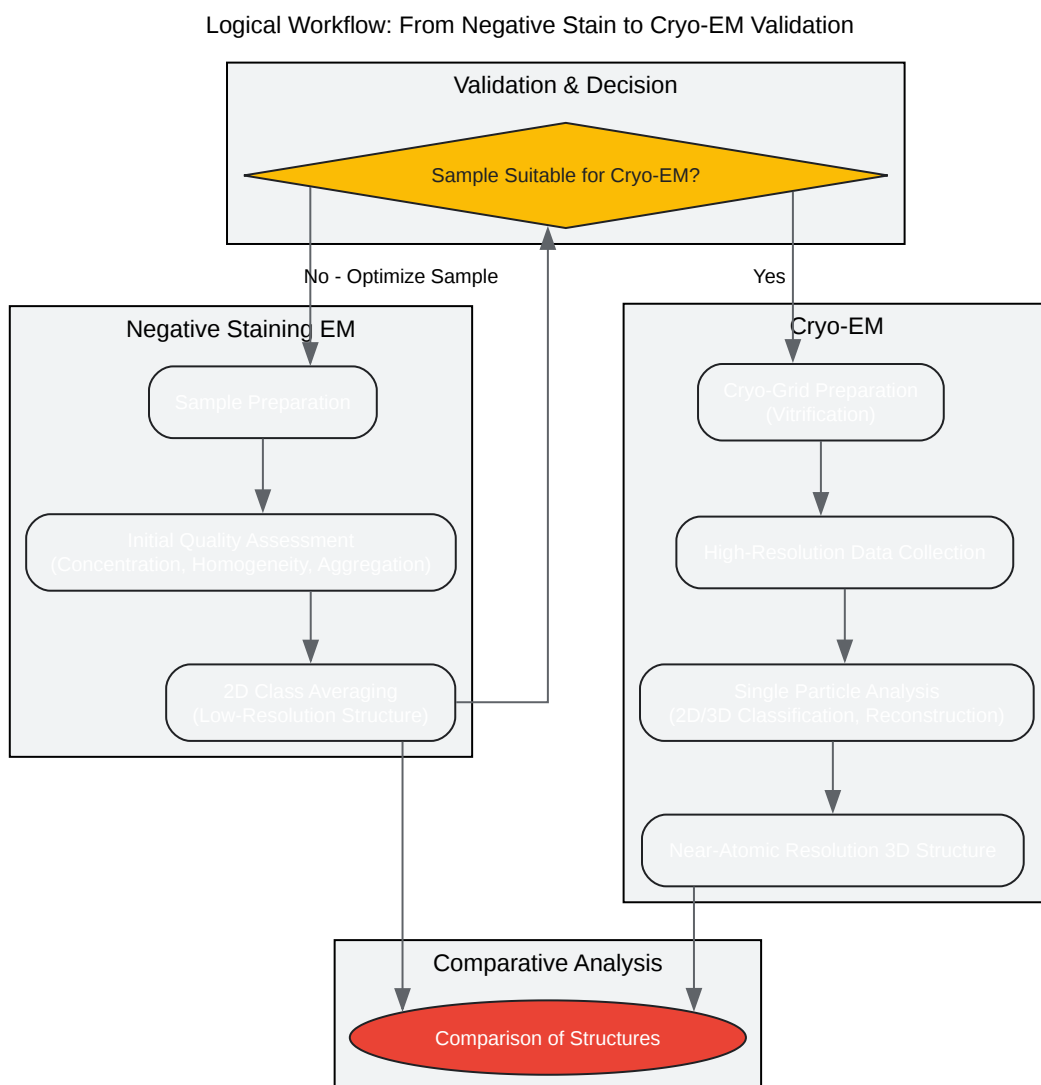 Logical Workflow: From Negative Stain to Cryo-EM Validation
Validation & Decision
Sample Suitable for Cryo-EM?
No - Optimize Sample
Yes
Negative Staining EM
Sample Preparation
Initial Quality Assessment
(Concentration, Homogeneity, Aggregation)
2D Class Averaging
(Low-Resolution Structure)
Cryo-EM
Cryo-Grid Preparation
(Vitrification)
High-Resolution Data Collection
Single Particle Analysis
(2D/3D Classification, Reconstruction)
Near-Atomic Resolution 3D Structure
Comparative Analysis
Comparison of Structures